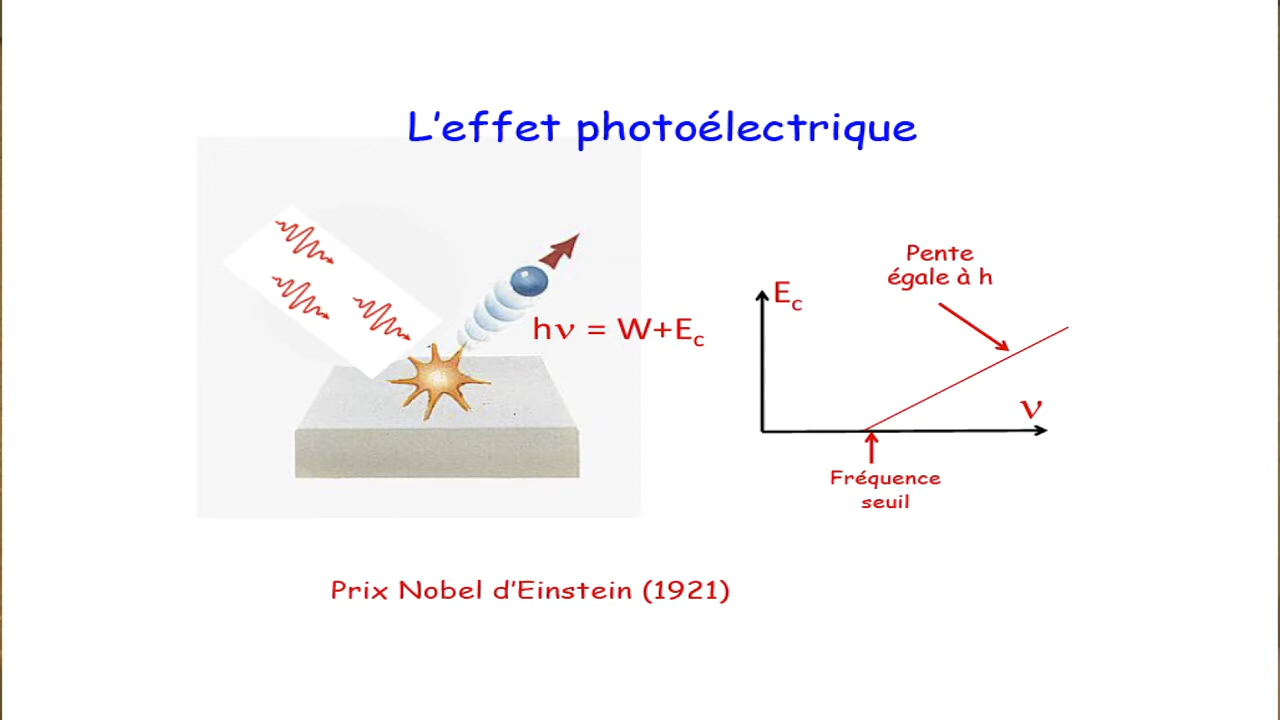 L'effet photoélectrique
hν = W+Ec
Pente
égale à h
Ec
ν
Fréquence
seuil
Prix Nobel d'Einstein (1921)